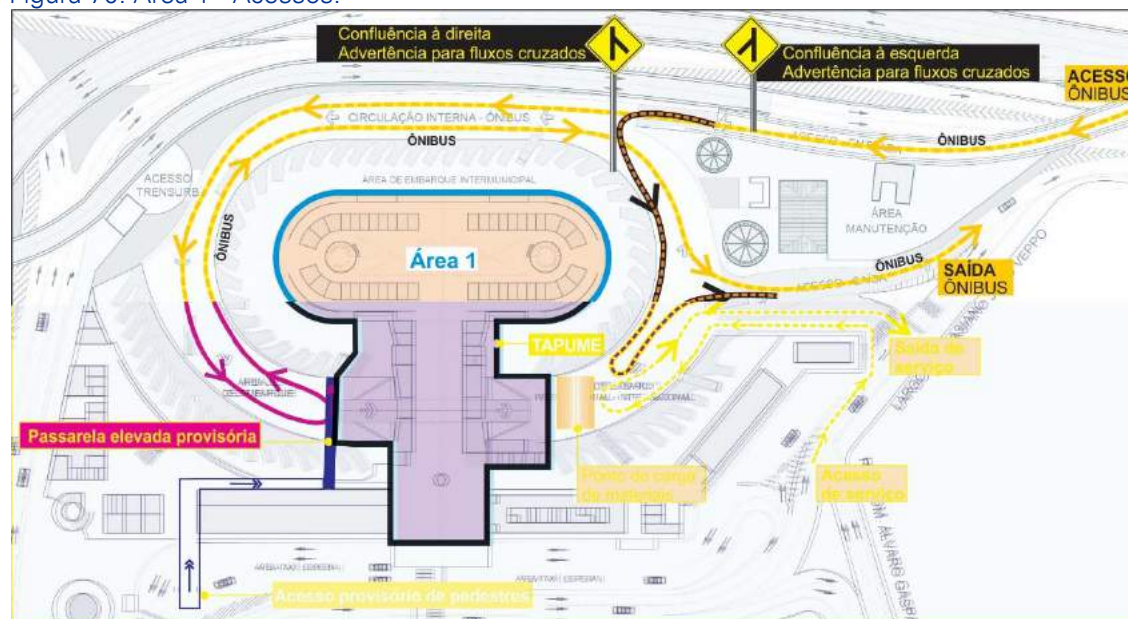 Figura 76: Área 1 - Acessos.
Confluência à direita
Advertência para fluxos cruzados
Confluência à esquerda
Advertência para fluxos cruzados
ACESSO
ÔNIBUS
CIRCULAÇÃO INTERNA - ÔNIBUS
ÔNIBUS
ÔNIBUS
ACESSO
TRENSURB
ÁREA DE EMBARQUE INTERMUNICIPAL
ÁREA
MANUTENÇÃO
ÔNIBUS
Área 1
ÔNIBUS
SAÍDA
ÔNIBUS
TAPUME
Saída de
serviço
Passarela elevada provisória
Ponto de carga
de materiais
Acesso
de serviço
Acesso provisório de pedestres